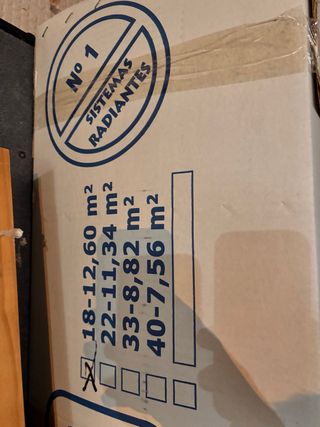 Nº 1
SISTEMAS
RADIANTES
18-12,60 m²
22-11,34 m²
33-8,82 m²
40-7,56 m²